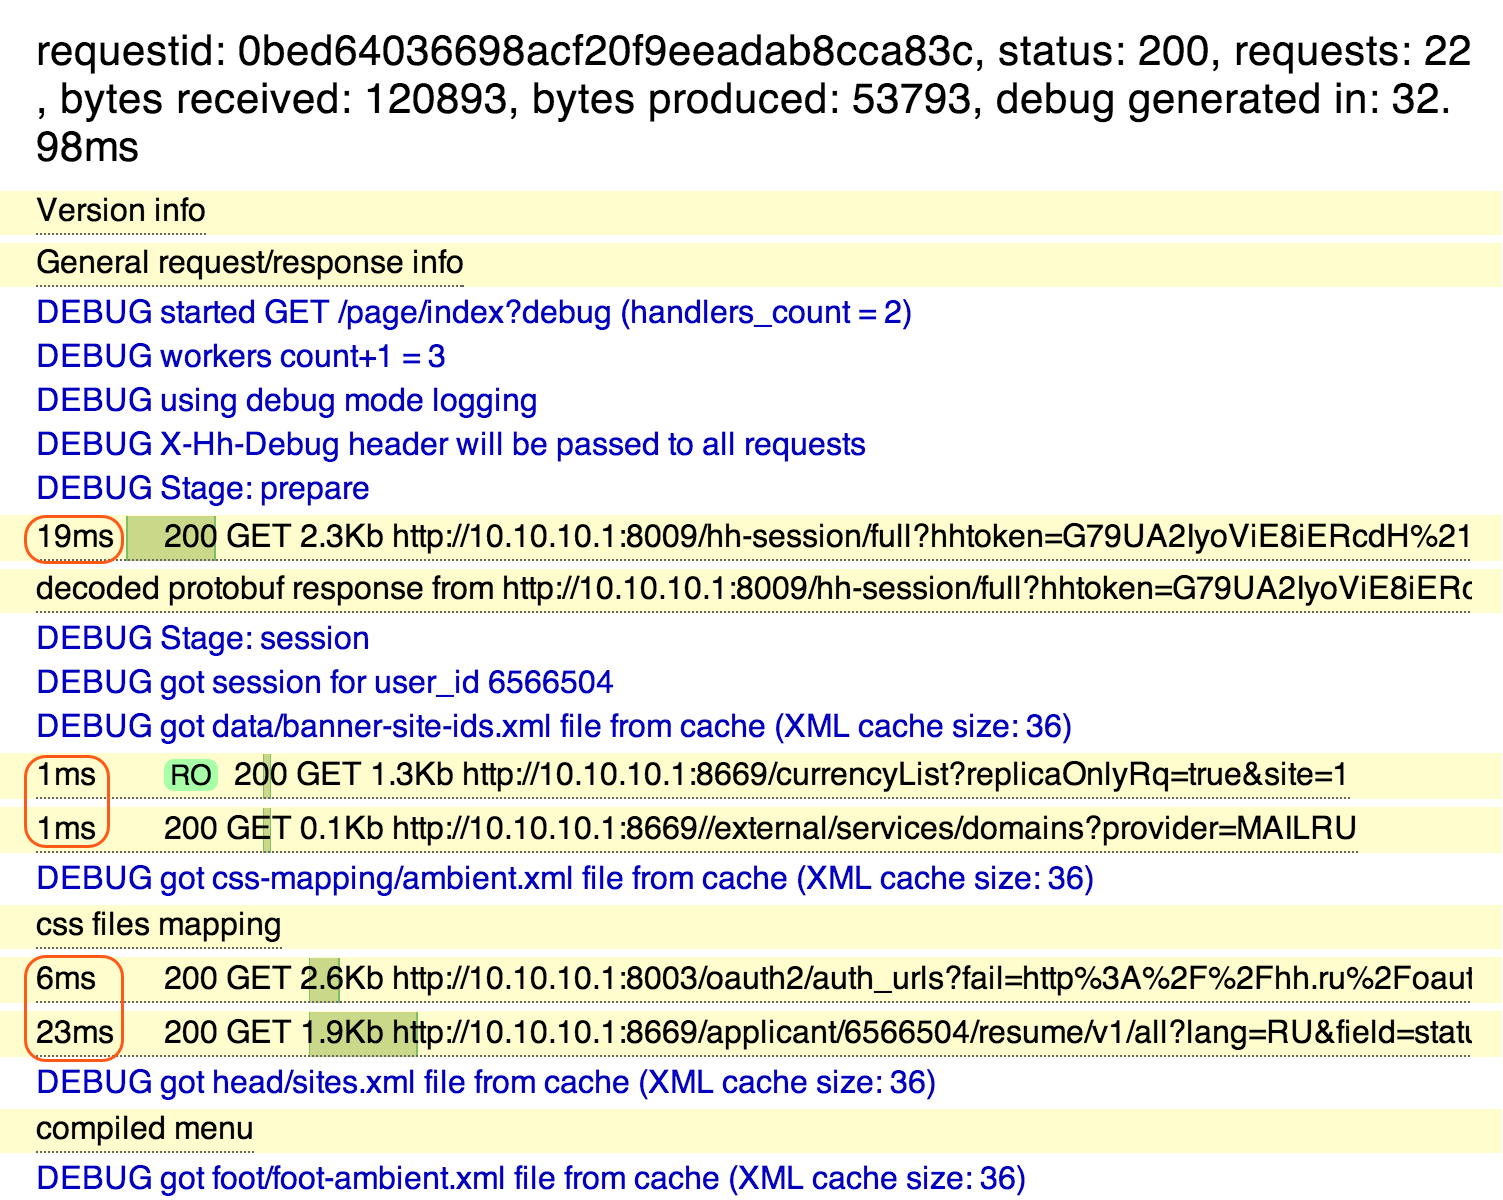 requestid: 0bed64036698acf20f9eeadab8cca83c, status: 200, requests: 22
, bytes received: 120893, bytes produced: 53793, debug generated in: 32.
98ms
Version info
General request/response info
DEBUG started GET /page/index?debug (handlers_count = 2)
DEBUG workers count+1 = 3
DEBUG using debug mode logging
DEBUG X-Hh-Debug header will be passed to all requests
DEBUG Stage: prepare
19ms 200 GET 2.3Kb http://10.10.10.1:8009/hh-session/full?hhtoken=G79UA2IyoViE8iERcdH%21
decoded protobuf response from http://10.10.10.1:8009/hh-session/full?hhtoken=G79UA2IyoViE8iERc
DEBUG Stage: session
DEBUG got session for user_id 6566504
DEBUG got data/banner-site-ids.xml file from cache (XML cache size: 36)
1ms RO 200 GET 1.3Kb http://10.10.10.1:8669/currencyList?replicaOnlyRq=true&site=1
1ms 200 GET 0.1Kb http://10.10.10.1:8669//external/services/domains?provider=MAILRU
DEBUG got css-mapping/ambient.xml file from cache (XML cache size: 36)
css files mapping
6ms 200 GET 2.6Kb http://10.10.10.1:8003/oauth2/auth_urls?fail=http%3A%2F%2Fhh.ru%2Foaut
23ms 200 GET 1.9Kb http://10.10.10.1:8669/applicant/6566504/resume/v1/all?lang=RU&field=statu
DEBUG got head/sites.xml file from cache (XML cache size: 36)
compiled menu
DEBUG got foot/foot-ambient.xml file from cache (XML cache size: 36)